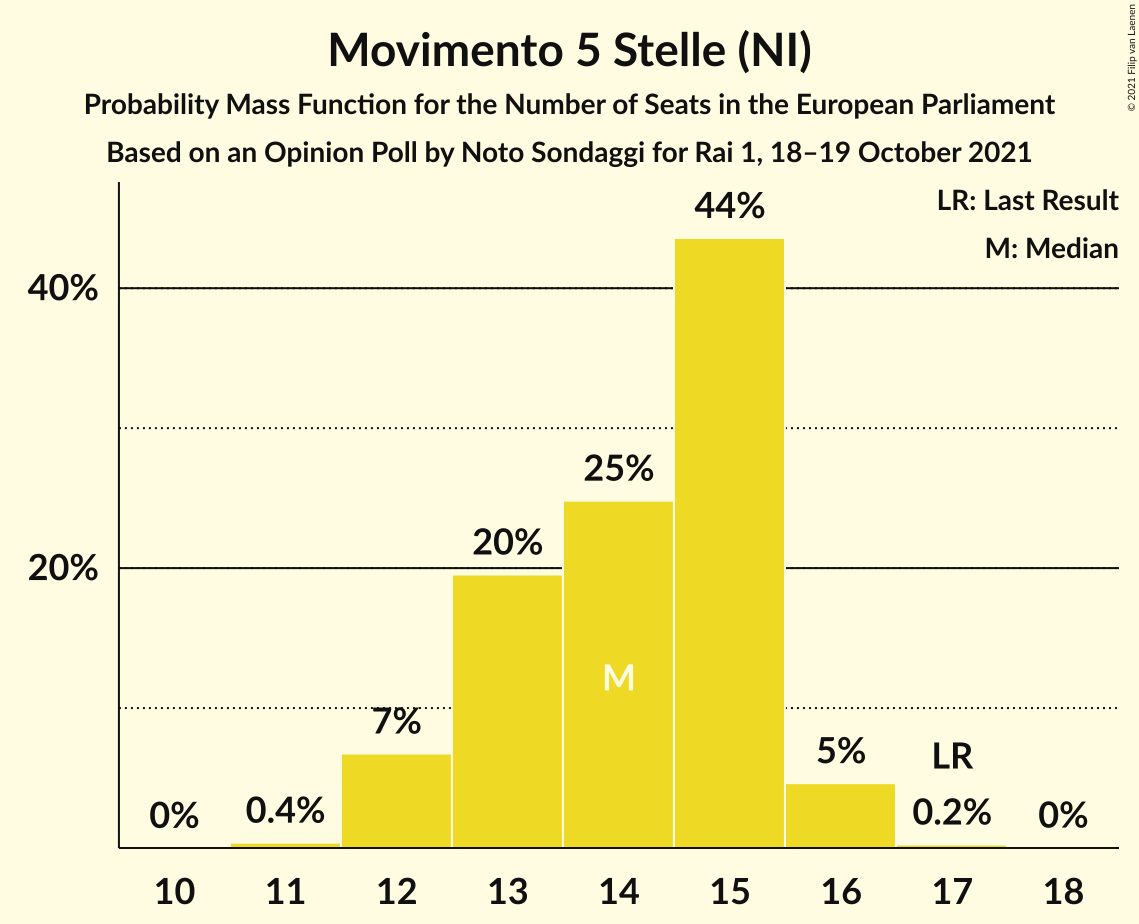 Movimento 5 Stelle (NI)
Probability Mass Function for the Number of Seats in the European Parliament
Based on an Opinion Poll by Noto Sondaggi for Rai 1, 18–19 October 2021
© 2021 Filip van Laenen
LR: Last Result
M: Median
40%
20%
0%
0.4%
7%
20%
25%
M
44%
5%
LR
0.2%
0%
10 11 12 13 14 15 16 17 18